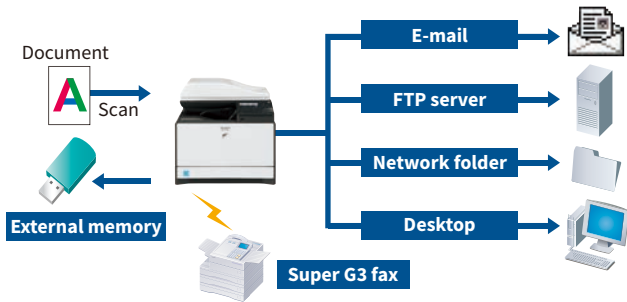 Document
A
Scan
External memory
Super G3 fax
E-mail
FTP server
Network folder
Desktop